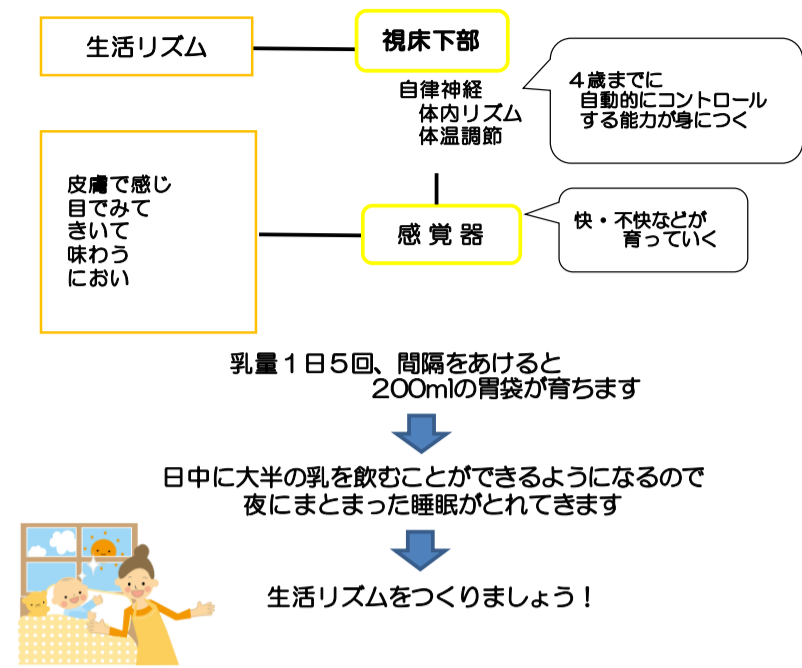 生活リズム
視床下部
自律神経
体内リズム
体温調節
４歳までに
自動的にコントロール
する能力が身につく
皮膚で感じ
目でみて
きいて
味わう
におい
感覚器
快・不快などが
育っていく
乳量１日５回、間隔をあけると
200mlの胃袋が育ちます
日中に大半の乳を飲むことができるようになるので
夜にまとまった睡眠がとれてきます
生活リズムをつくりましょう！